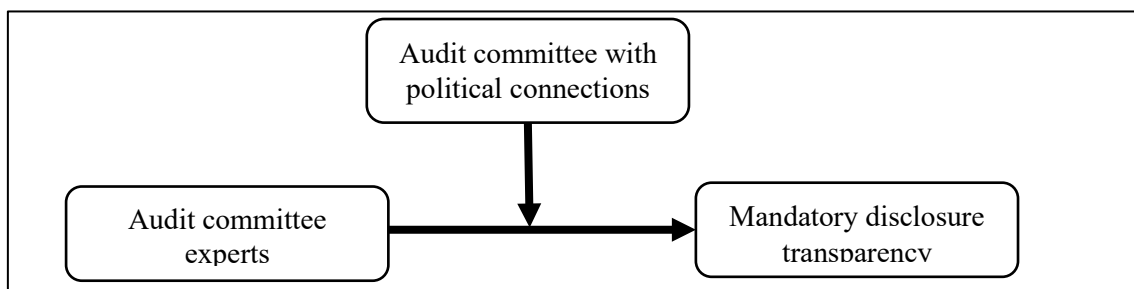 Audit committee with
political connections
Audit committee
experts
Mandatory disclosure
transparency